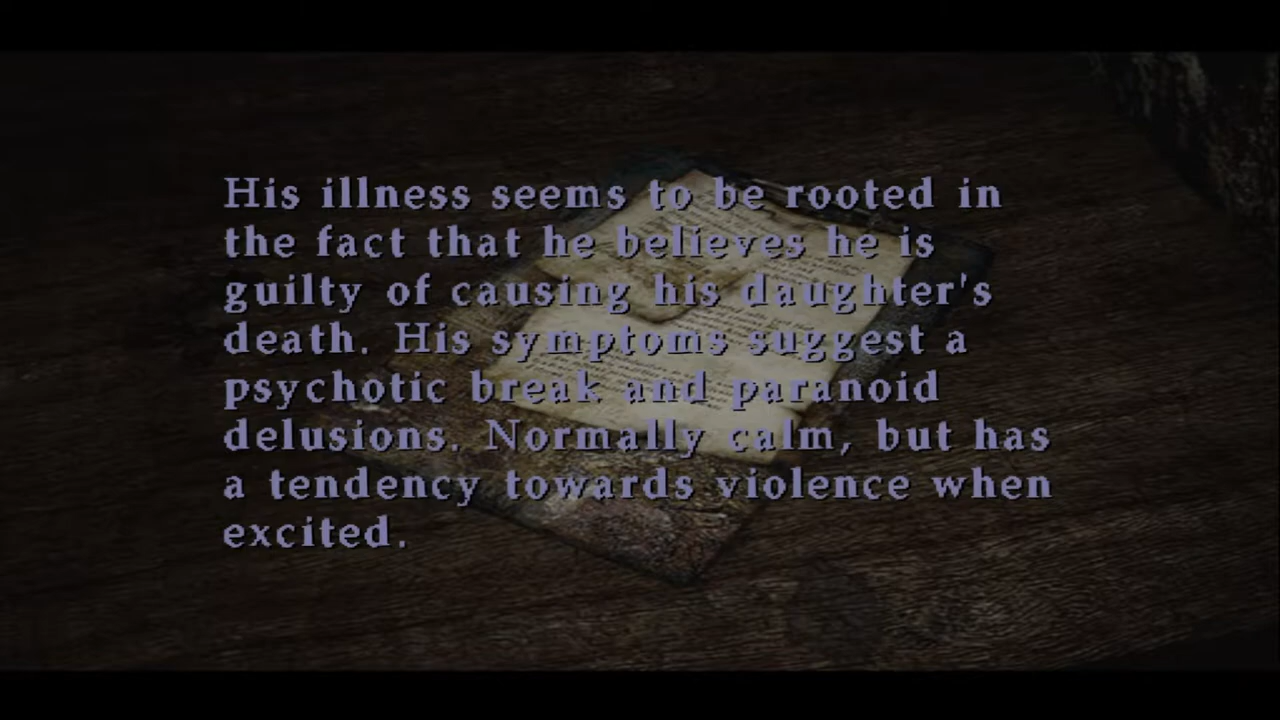 His illness seems to be rooted in
the fact that he believes he is
guilty of causing his daughter's
death. His symptoms suggest a
psychotic break and paranoid
delusions. Normally calm, but has
a tendency towards violence when
excited.